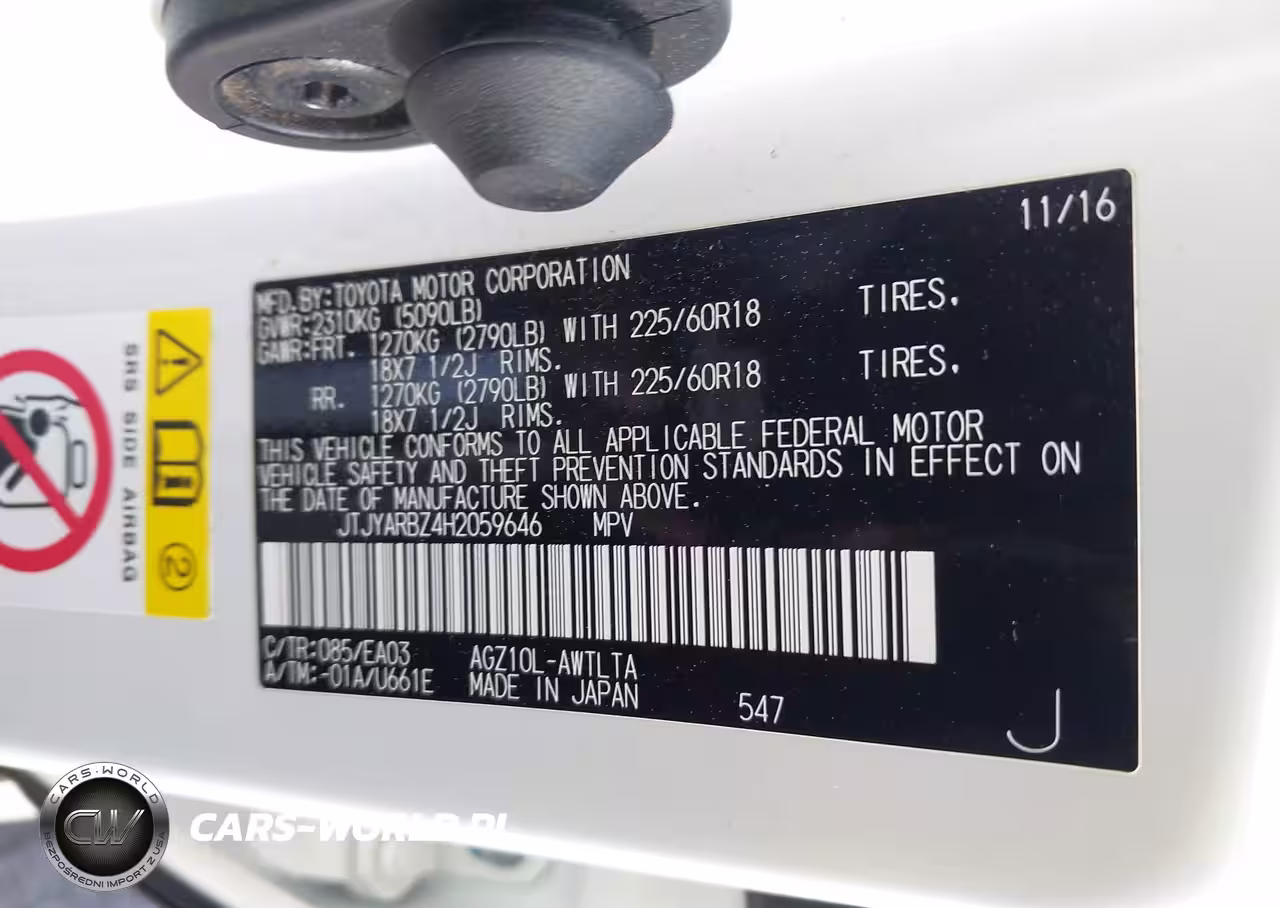 11/16
MFD. BY:TOYOTA MOTOR CORPORATION
GVWR:2310KG (5090LB)
GAWR:FRT. 1270KG (2790LB) WITH 225/60R18 TIRES.
18X7 1/2J RIMS.
RR. 1270KG (2790LB) WITH 225/60R18 TIRES.
18X7 1/2J RIMS.
THIS VEHICLE CONFORMS TO ALL APPLICABLE FEDERAL MOTOR
VEHICLE SAFETY AND THEFT PREVENTION STANDARDS IN EFFECT ON
THE DATE OF MANUFACTURE SHOWN ABOVE.
JTJYARBZ4H2059646 MPV
C/TR:085/EA03 AGZ10L-AWTLTA
A/TM:-01A/U661E MADE IN JAPAN
547
J
SRS SIDE AIRBAG
2
CARS·WORLD
CW
BEZPOŚREDNI IMPORT Z USA
CARS-WORLD.PL